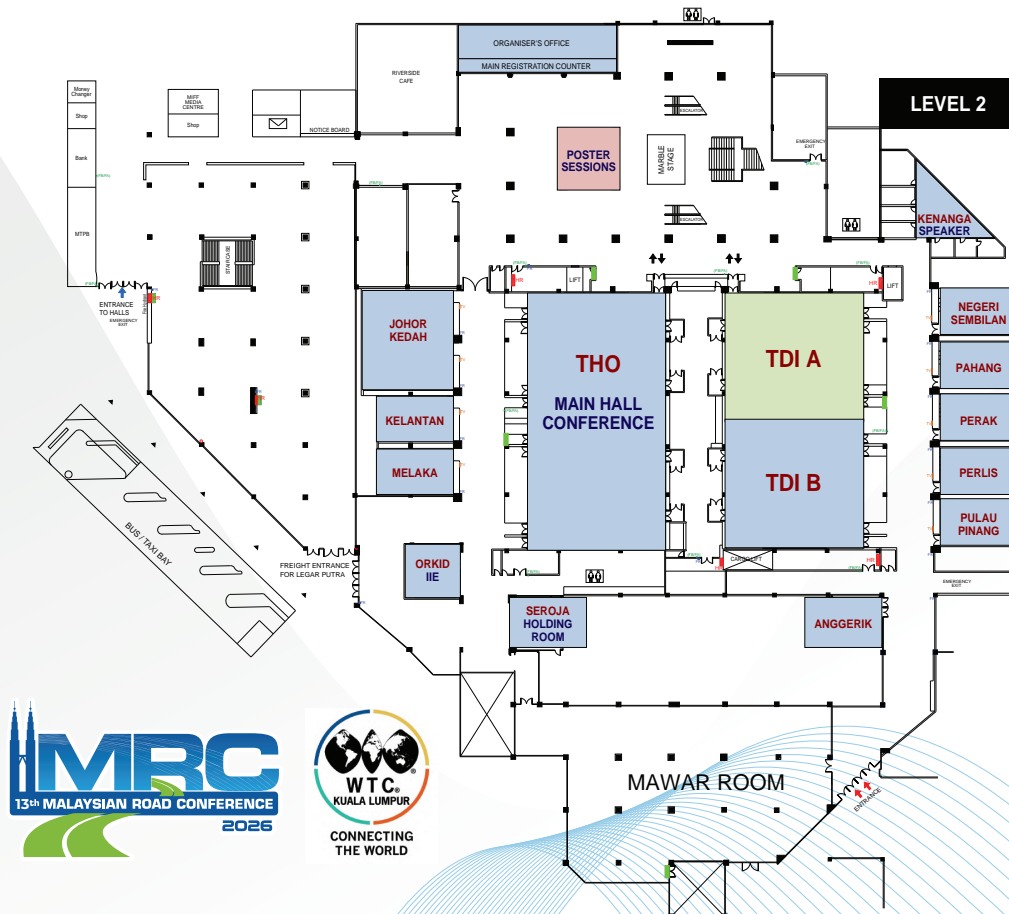 ORGANISER'S OFFICE
MAIN REGISTRATION COUNTER
RIVERSIDE
CAFE
Money
Changer
Shop
Bank
MTPB
MIFF
MEDIA
CENTRE
Shop
NOTICE BOARD
LEVEL 2
ESCALATOR
POSTER
SESSIONS
MARBLE
STAGE
EMERGENCY
EXIT
ESCALATOR
KENANGA
SPEAKER
STAIRCASE
ENTRANCE
TO HALLS
EMERGENCY
EXIT
HR
LIFT
HR
LIFT
JOHOR
KEDAH
THO
MAIN HALL
CONFERENCE
TDI A
TDI B
NEGERI
SEMBILAN
PAHANG
PERAK
PERLIS
PULAU
PINANG
KELANTAN
MELAKA
BUS / TAXI BAY
FREIGHT ENTRANCE
FOR LEGAR PUTRA
ORKID
IIE
CARGO LIFT
HR
HR
EMERGENCY
EXIT
SEROJA
HOLDING
ROOM
ANGGERIK
MAWAR ROOM
ENTRANCE
MRC
13th MALAYSIAN ROAD CONFERENCE
2026
WTC®
KUALA LUMPUR
CONNECTING
THE WORLD